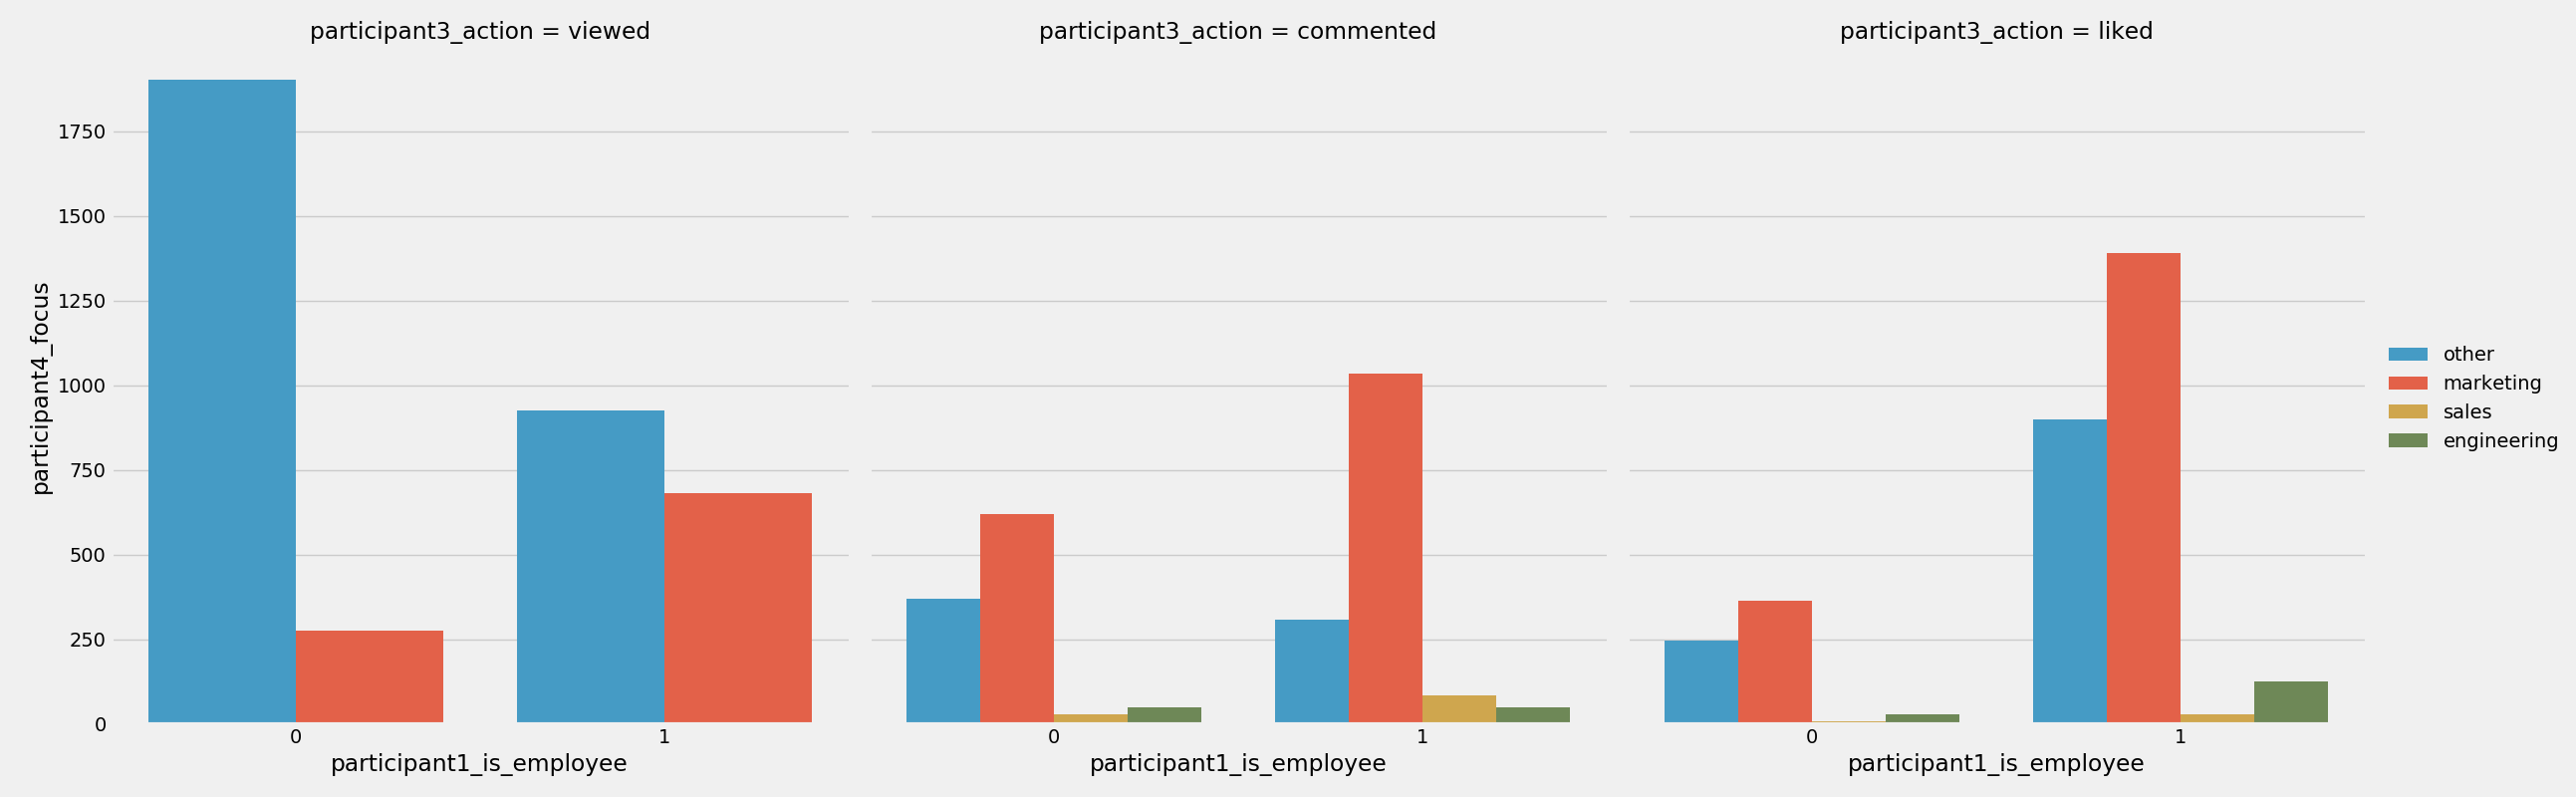 participant3_action = viewed
participant3_action = commented
participant3_action = liked
participant4_focus
1750
1500
1250
1000
750
500
250
0
0 1
participant1_is_employee
0 1
participant1_is_employee
0 1
participant1_is_employee
other
marketing
sales
engineering